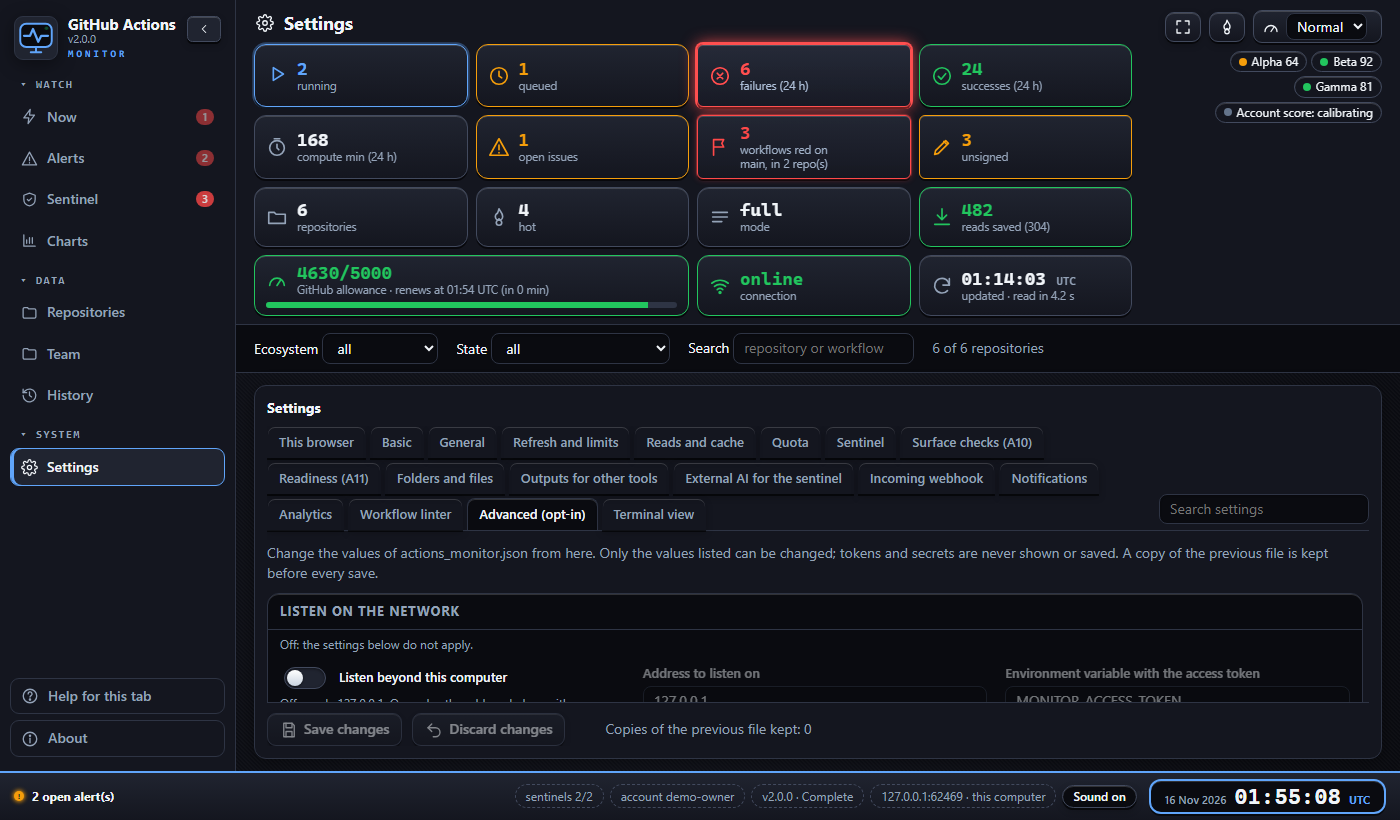 GitHub Actions
v2.0.0
MONITOR
WATCH
Now 1
Alerts 2
Sentinel 3
Charts
DATA
Repositories
Team
History
SYSTEM
Settings
Help for this tab
About
Settings
Normal
Alpha 64
Beta 92
Gamma 81
Account score: calibrating
2
running
1
queued
6
failures (24 h)
24
successes (24 h)
168
compute min (24 h)
1
open issues
3
workflows red on
main, in 2 repo(s)
3
unsigned
6
repositories
4
hot
full
mode
482
reads saved (304)
4630/5000
GitHub allowance · renews at 01:54 UTC (in 0 min)
online
connection
01:14:03 UTC
updated · read in 4.2 s
Ecosystem all State all Search repository or workflow 6 of 6 repositories
Settings
This browser Basic General Refresh and limits Reads and cache Quota Sentinel Surface checks (A10)
Readiness (A11) Folders and files Outputs for other tools External AI for the sentinel Incoming webhook Notifications
Analytics Workflow linter Advanced (opt-in) Terminal view Search settings
Change the values of actions_monitor.json from here. Only the values listed can be changed; tokens and secrets are never shown or saved. A copy of the previous file is kept
before every save.
LISTEN ON THE NETWORK
Off: the settings below do not apply.
Listen beyond this computer
Address to listen on
127.0.0.1
Environment variable with the access token
MONITOR_ACCESS_TOKEN
Save changes Discard changes Copies of the previous file kept: 0
2 open alert(s)
sentinels 2/2
account demo-owner
v2.0.0 · Complete
127.0.0.1:62469 · this computer
Sound on
16 Nov 2026 01:55:08 UTC